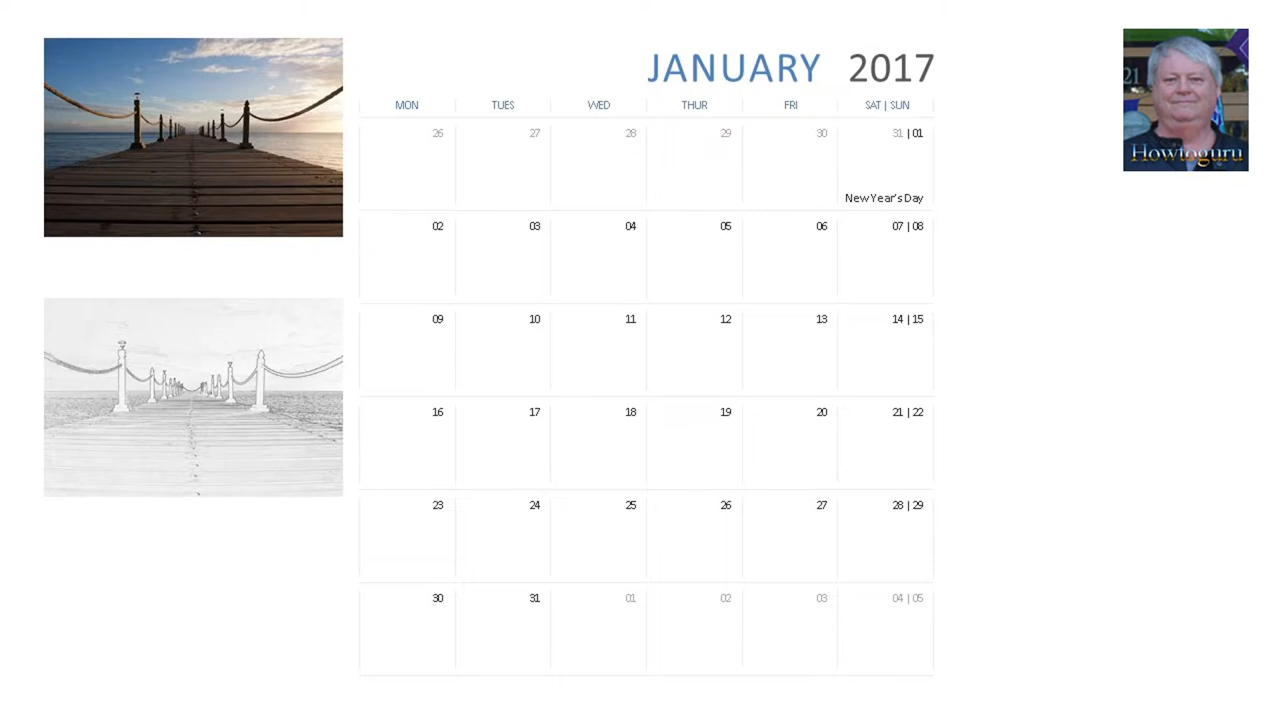 JANUARY 2017
MON TUES WED THUR FRI SAT | SUN
26 27 28 29 30 31 | 01
New Year's Day
02 03 04 05 06 07 | 08
09 10 11 12 13 14 | 15
16 17 18 19 20 21 | 22
23 24 25 26 27 28 | 29
30 31 01 02 03 04 | 05
21
Howtoguru